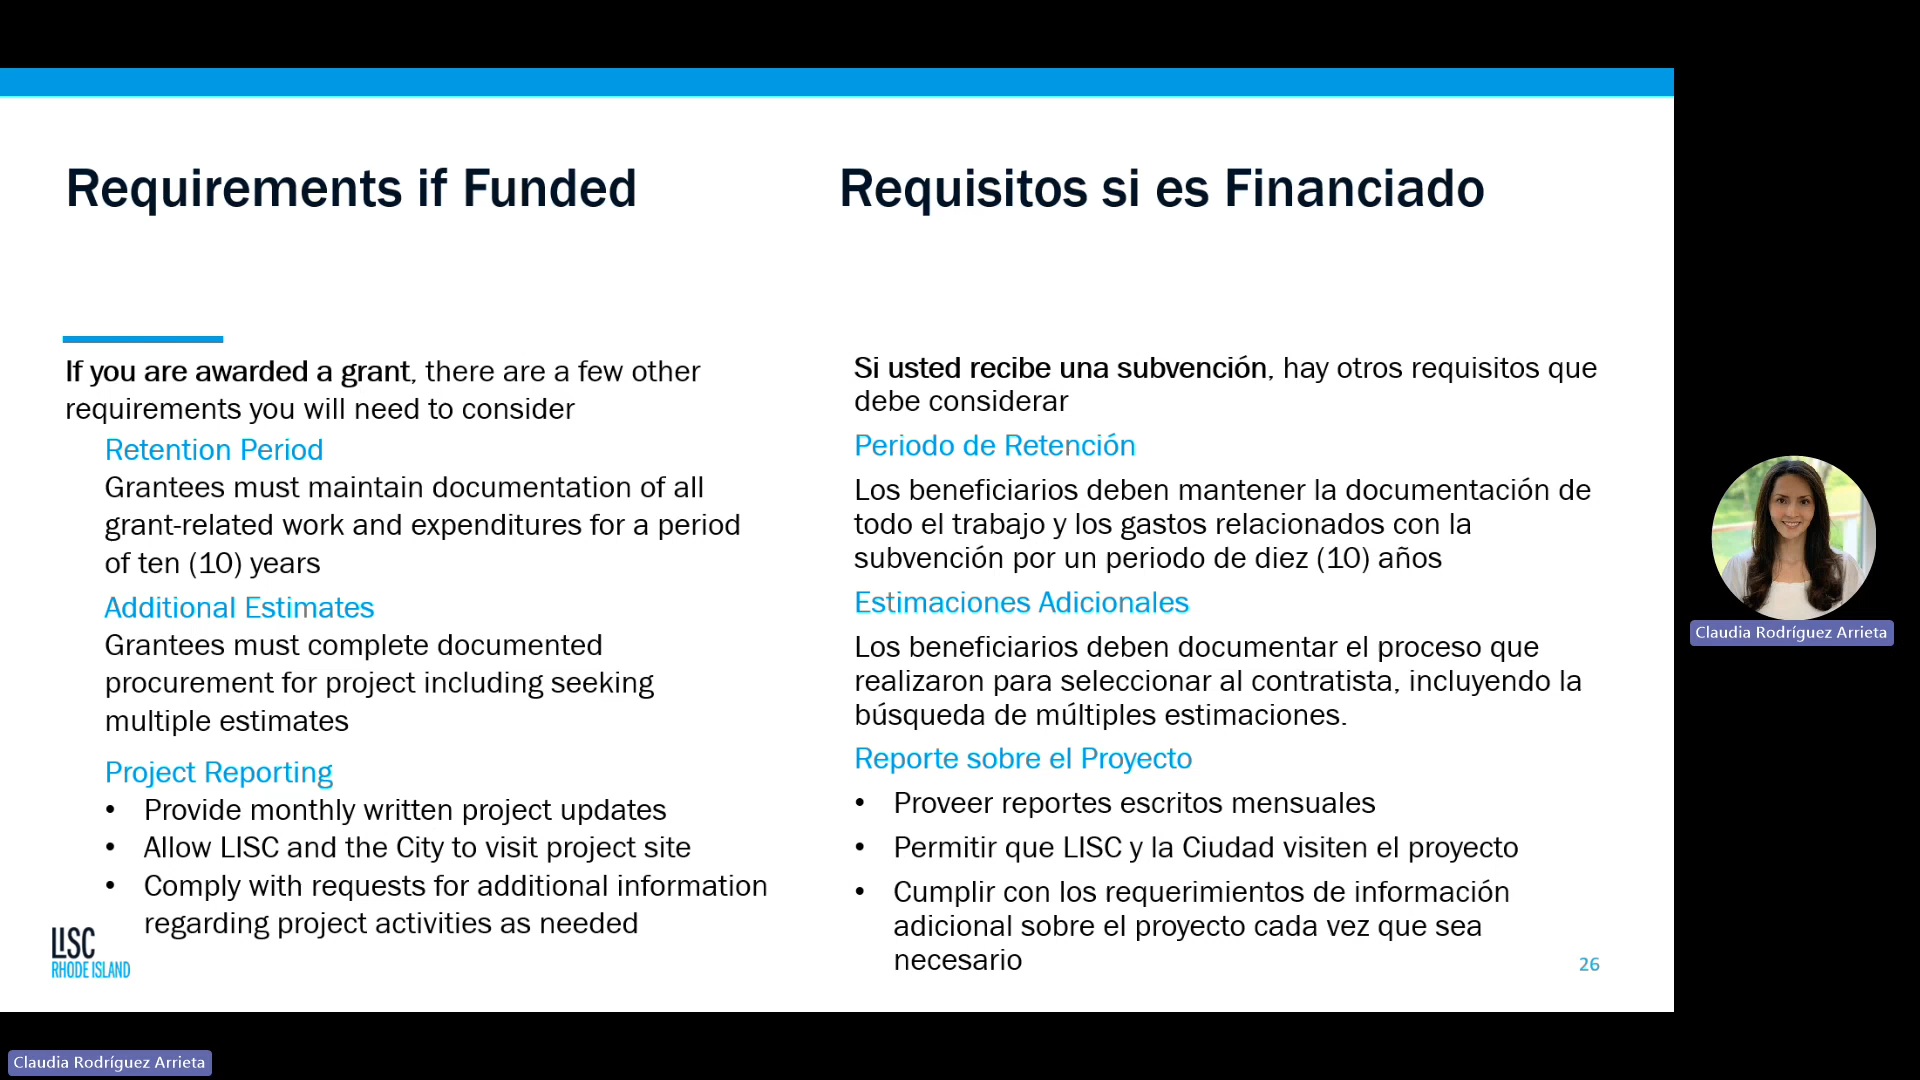 Requirements if Funded
If you are awarded a grant, there are a few other
requirements you will need to consider
Retention Period
Grantees must maintain documentation of all
grant-related work and expenditures for a period
of ten (10) years
Additional Estimates
Grantees must complete documented
procurement for project including seeking
multiple estimates
Project Reporting
• Provide monthly written project updates
• Allow LISC and the City to visit project site
• Comply with requests for additional information
regarding project activities as needed
LISC
RHODE ISLAND
Requisitos si es Financiado
Si usted recibe una subvención, hay otros requisitos que
debe considerar
Periodo de Retención
Los beneficiarios deben mantener la documentación de
todo el trabajo y los gastos relacionados con la
subvención por un periodo de diez (10) años
Estimaciones Adicionales
Los beneficiarios deben documentar el proceso que
realizaron para seleccionar al contratista, incluyendo la
búsqueda de múltiples estimaciones.
Reporte sobre el Proyecto
• Proveer reportes escritos mensuales
• Permitir que LISC y la Ciudad visiten el proyecto
• Cumplir con los requerimientos de información
adicional sobre el proyecto cada vez que sea
necesario
26
Claudia Rodríguez Arrieta
Claudia Rodríguez Arrieta